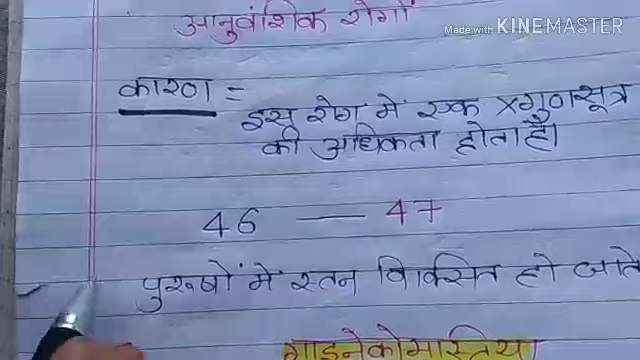 आनुवंशिक रोगों
Made with KINEMASTER
कारण =
इस रोग मे एक X गुणसूत्र
की अधिकता होता है।
46 — 47
पुरुषों में स्तन विकसित हो जाते
गाइनेकोमास्तिया